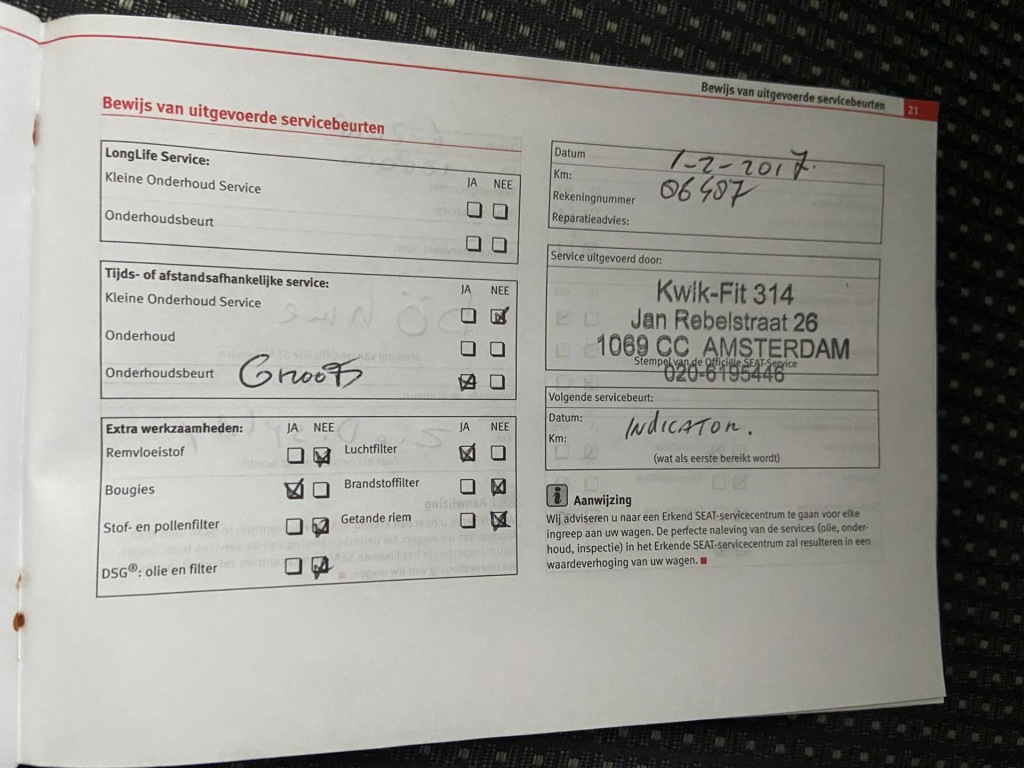 Bewijs van uitgevoerde servicebeurten 21
Bewijs van uitgevoerde servicebeurten
LongLife Service:
JA NEE
Kleine Onderhoud Service
Onderhoudsbeurt
Tijds- of afstandsafhankelijke service:
JA NEE
Kleine Onderhoud Service
Onderhoud
Onderhoudsbeurt Groot
Extra werkzaamheden: JA NEE JA NEE
Remvloeistof Luchtfilter
Bougies Brandstoffilter
Stof- en pollenfilter Getande riem
DSG®: olie en filter
Datum 1-2-2017
Km:
Rekeningnummer
Reparatieadvies:
Service uitgevoerd door:
Kwik-Fit 314
Jan Rebelstraat 26
1069 CC AMSTERDAM
Stempel van de Officiële SEAT-Service
020-6195446
Volgende servicebeurt:
Datum: INDICATOR.
Km:
(wat als eerste bereikt wordt)
i Aanwijzing
Wij adviseren u naar een Erkend SEAT-servicecentrum te gaan voor elke
ingreep aan uw wagen. De perfecte naleving van de services (olie, onder-
houd, inspectie) in het Erkende SEAT-servicecentrum zal resulteren in een
waardeverhoging van uw wagen.